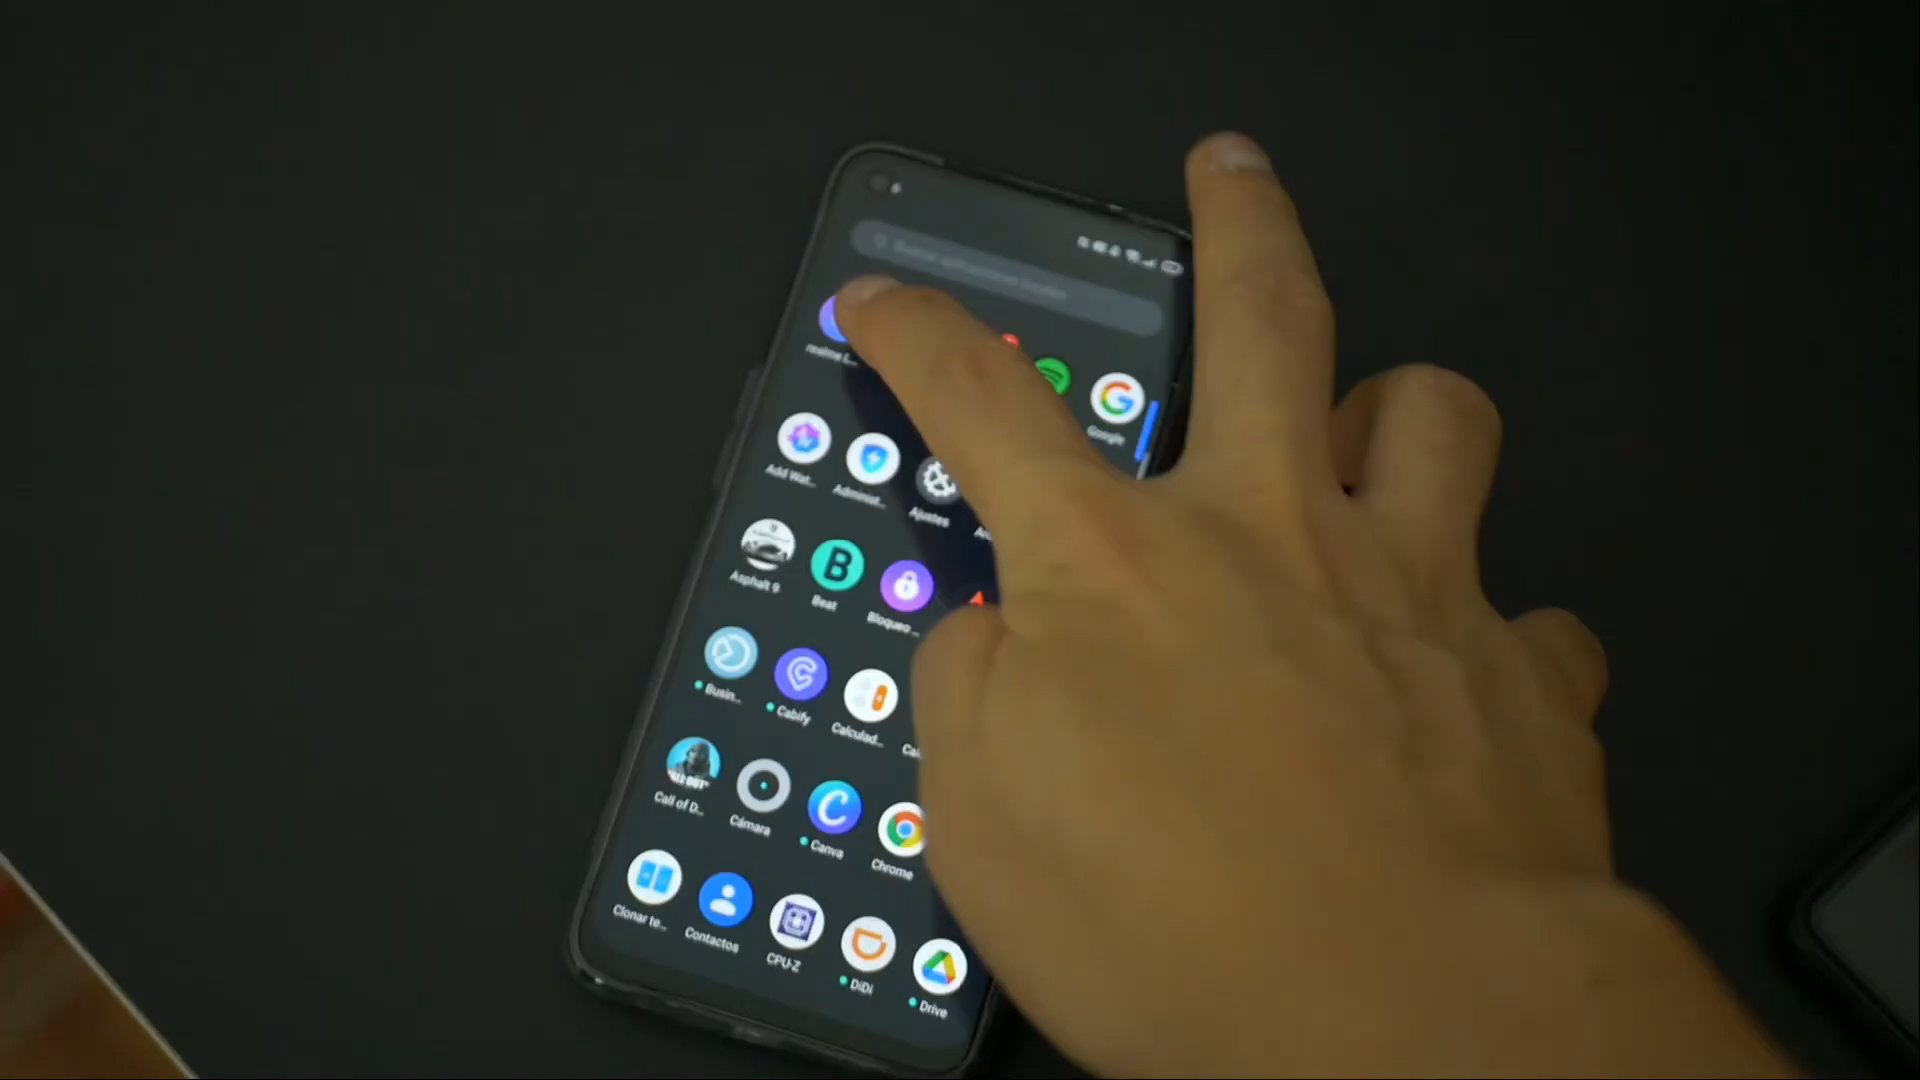 realme L...
Google
Add Wat...
Administ...
Ajustes
Asphalt 9
B
Beat
Bloqueo ...
Busin...
Cabify
Calculad...
Call of D...
Cámara
Canva
Chrome
Clonar te...
Contactos
CPU-Z
DiDi
Drive